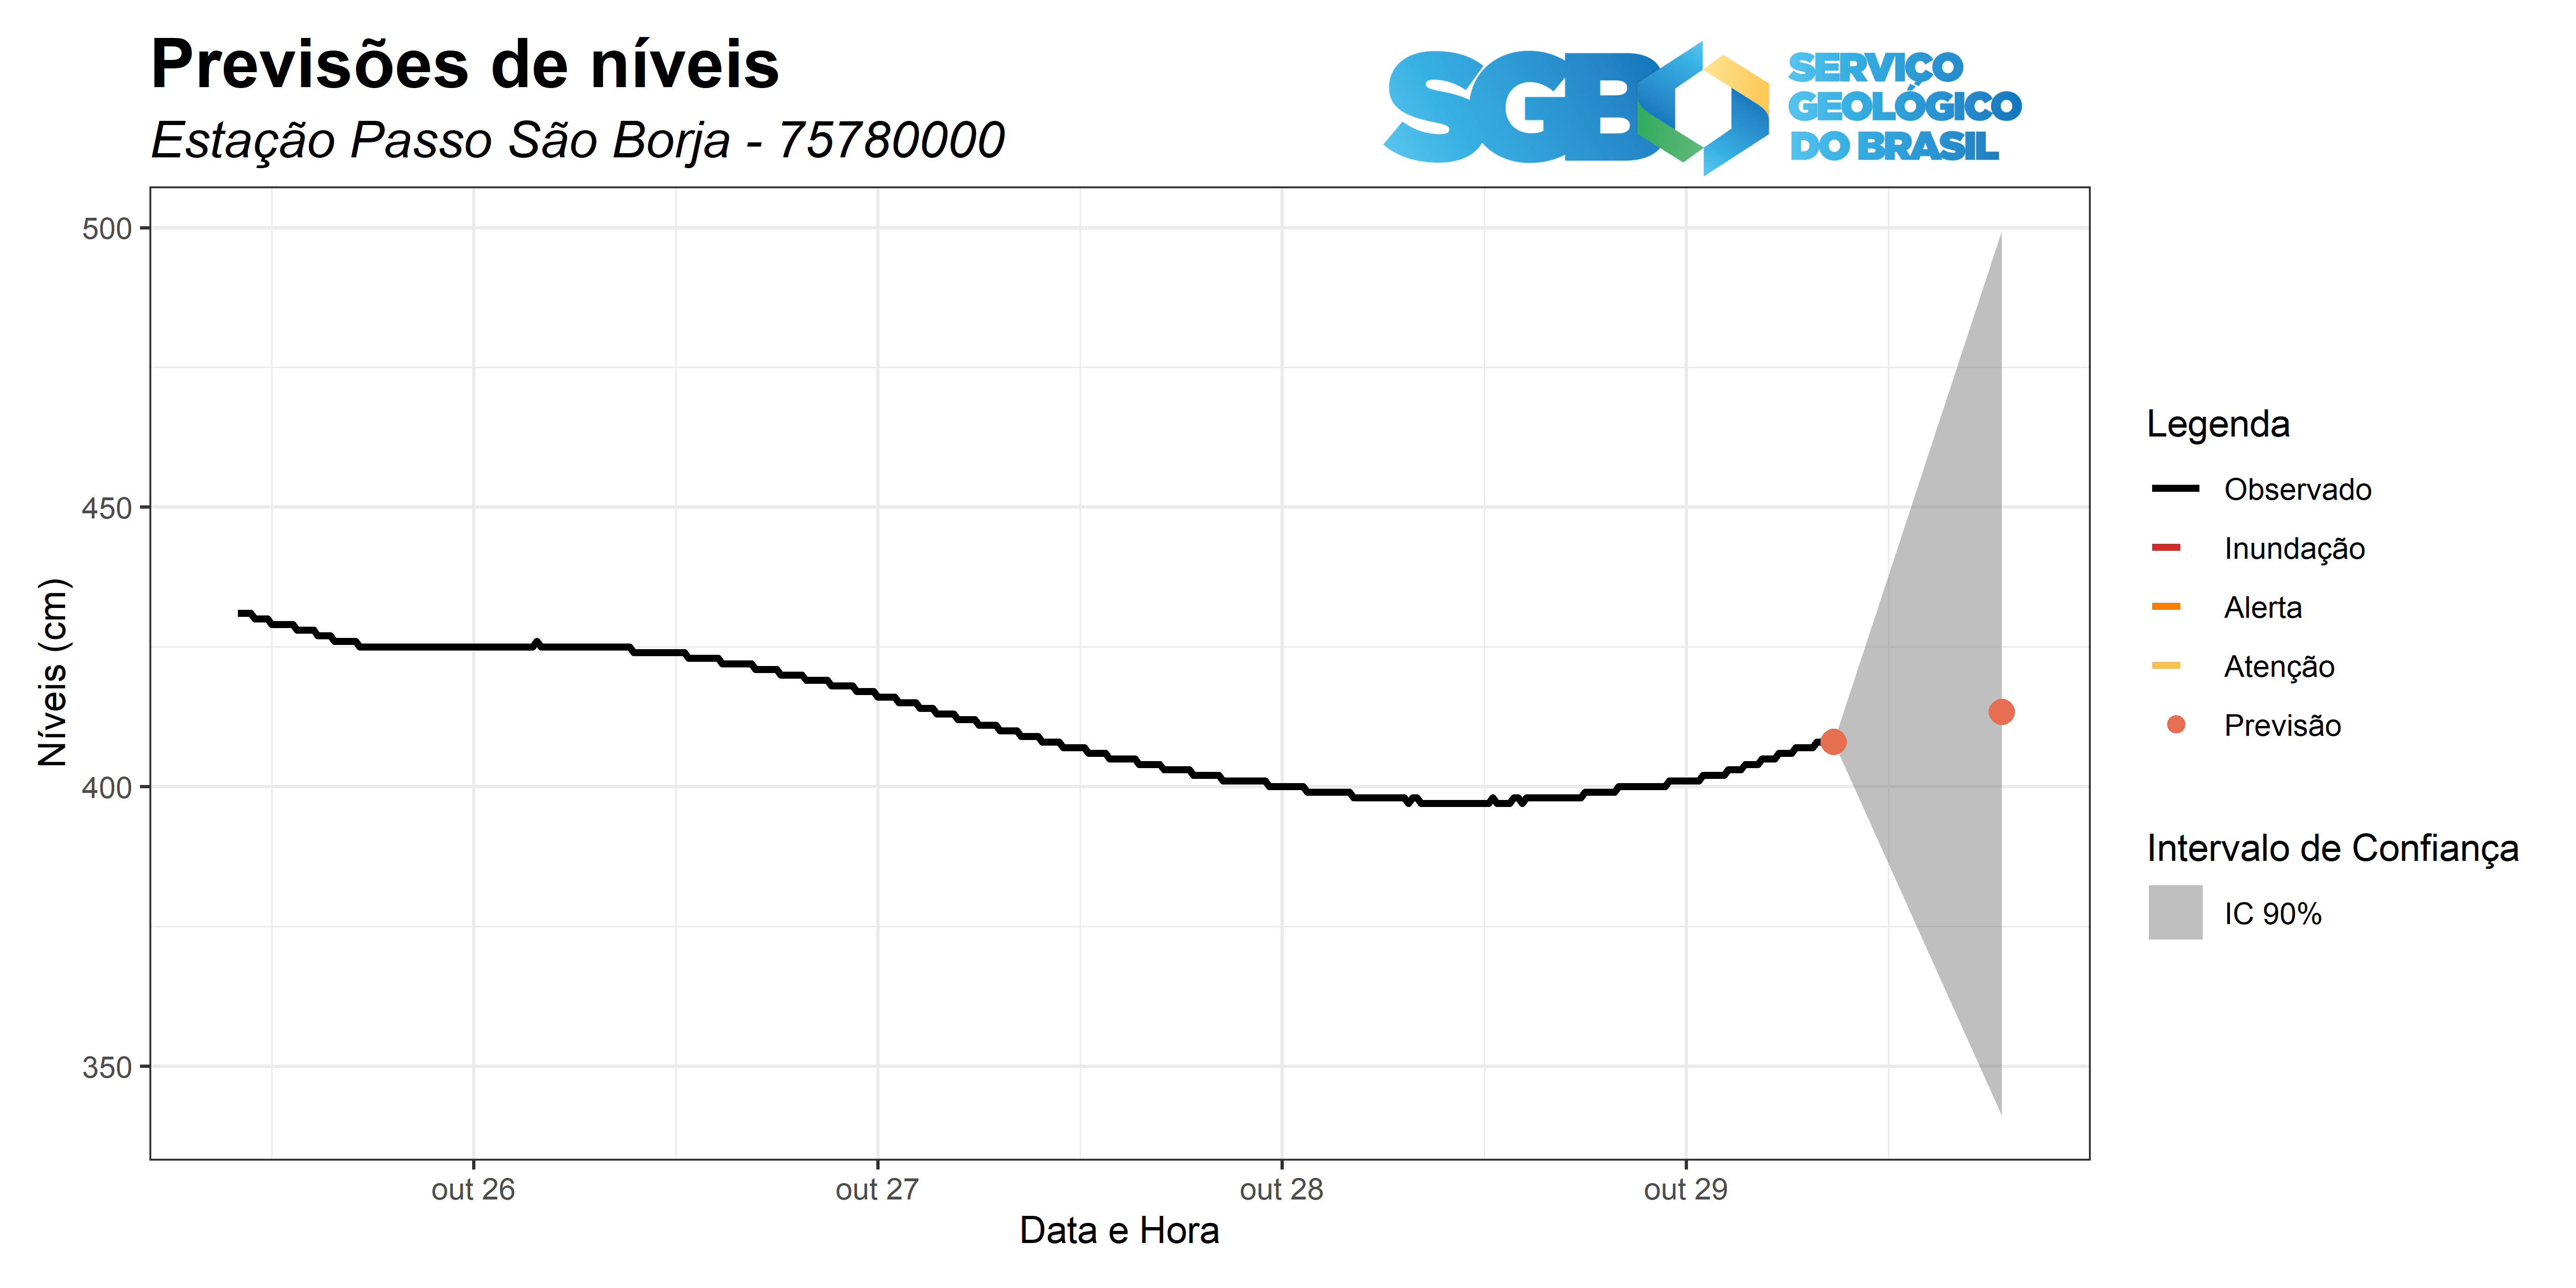 Previsões de níveis
Estação Passo São Borja - 75780000
SGB
SERVIÇO
GEOLÓGICO
DO BRASIL
500
450
400
350
Níveis (cm)
out 26
out 27
out 28
out 29
Data e Hora
Legenda
Observado
Inundação
Alerta
Atenção
Previsão
Intervalo de Confiança
IC 90%